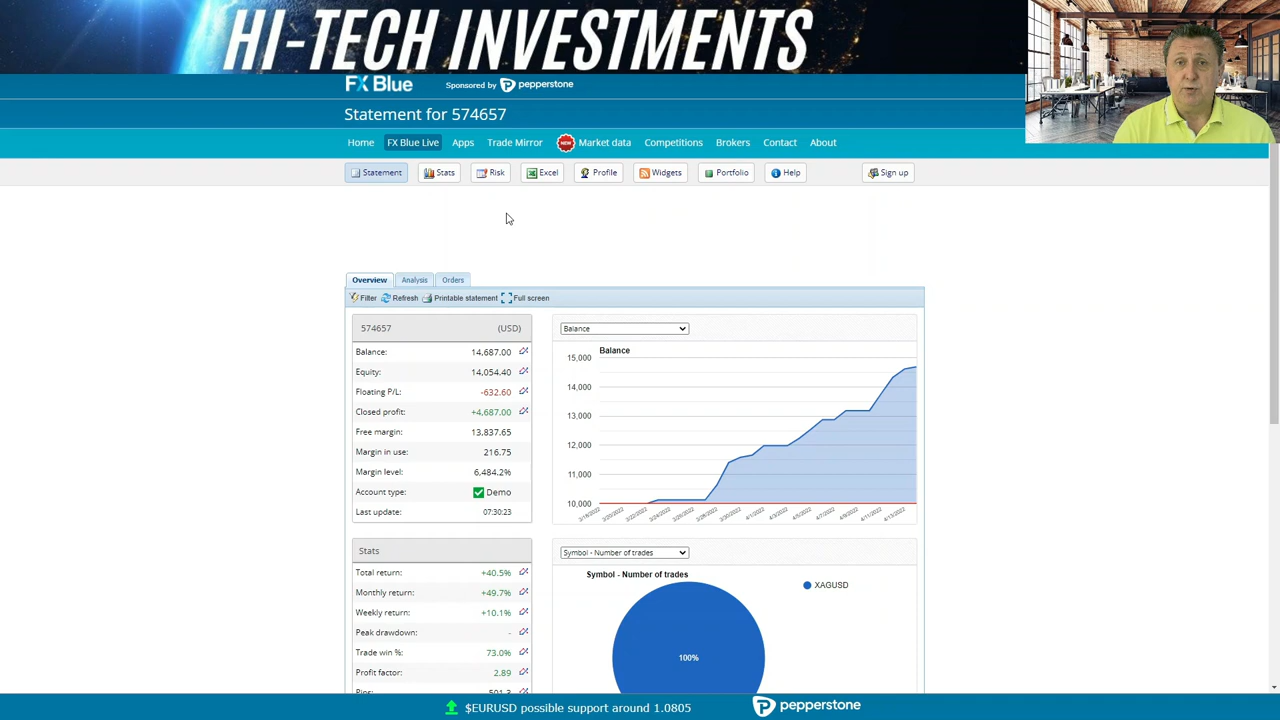 HI-TECH INVESTMENTS
FX Blue Sponsored by pepperstone
Statement for 574657
Home FX Blue Live Apps Trade Mirror NEW Market data Competitions Brokers Contact About
Statement Stats Risk Excel Profile Widgets Portfolio Help Sign up
Overview Analysis Orders
Filter Refresh Printable statement Full screen
574657 (USD)
Balance: 14,687.00
Equity: 14,054.40
Floating P/L: -632.60
Closed profit: +4,687.00
Free margin: 13,837.65
Margin in use: 216.75
Margin level: 6,484.2%
Account type: Demo
Last update: 07:30:23
Balance
Balance
15,000
14,000
13,000
12,000
11,000
10,000
Stats
Total return: +40.5%
Monthly return: +49.7%
Weekly return: +10.1%
Peak drawdown: -
Trade win %: 73.0%
Profit factor: 2.89
Symbol - Number of trades
Symbol - Number of trades
XAGUSD
100%
$EURUSD possible support around 1.0805 pepperstone